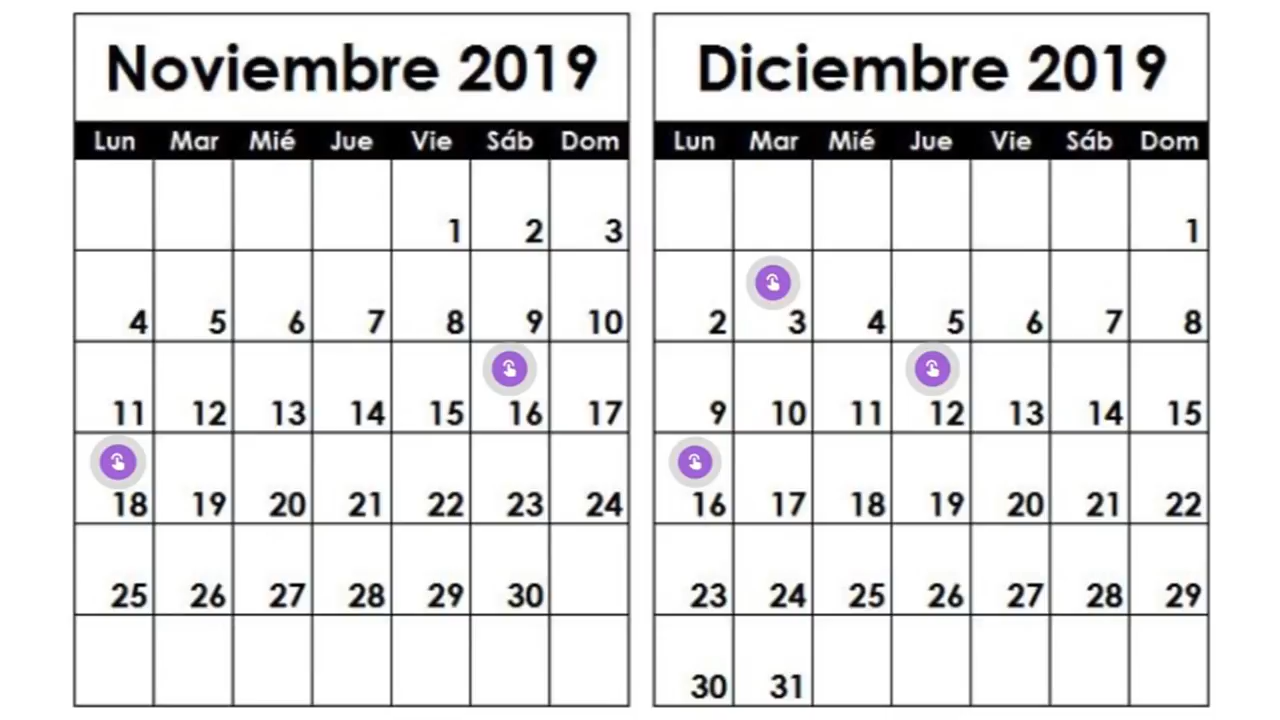 Noviembre 2019
Lun Mar Mié Jue Vie Sáb Dom
1 2 3
4 5 6 7 8 9 10
11 12 13 14 15 16 17
18 19 20 21 22 23 24
25 26 27 28 29 30
Diciembre 2019
Lun Mar Mié Jue Vie Sáb Dom
1
2 3 4 5 6 7 8
9 10 11 12 13 14 15
16 17 18 19 20 21 22
23 24 25 26 27 28 29
30 31